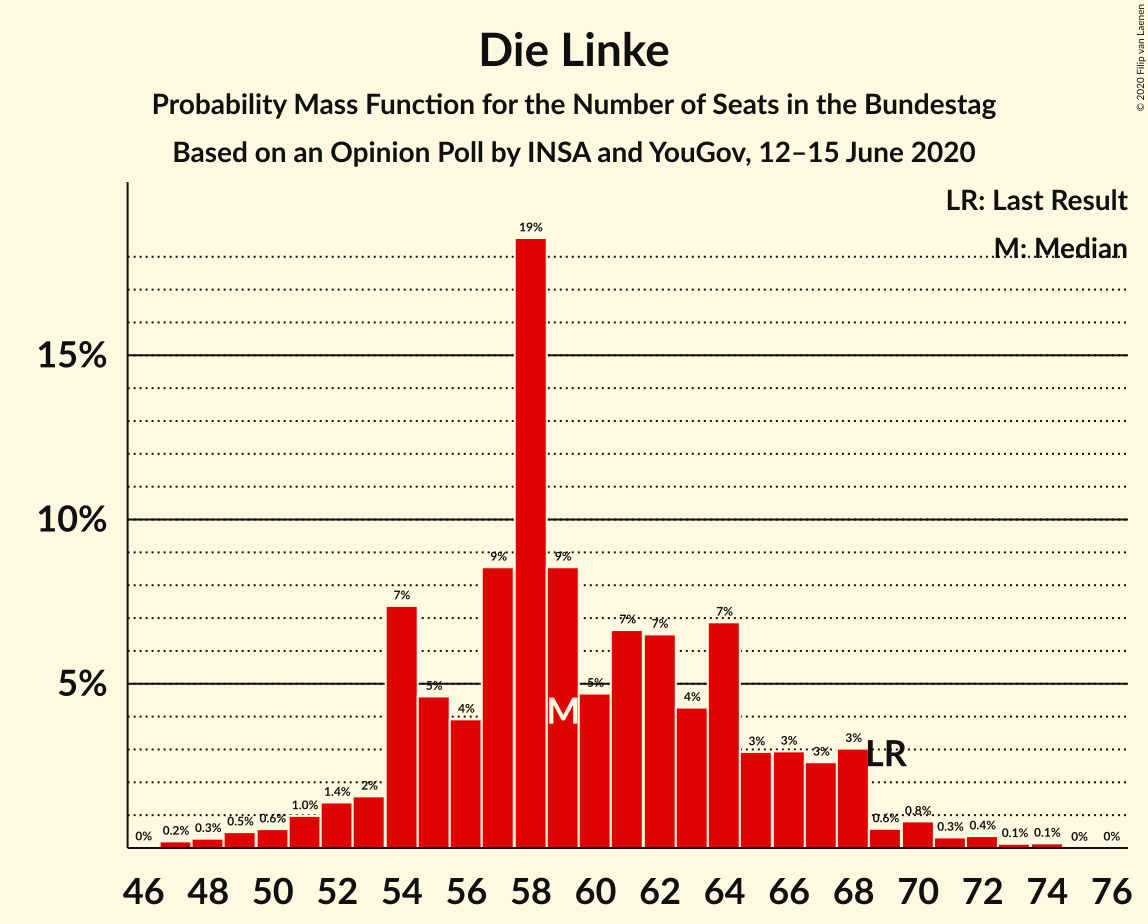 Die Linke
Probability Mass Function for the Number of Seats in the Bundestag
Based on an Opinion Poll by INSA and YouGov, 12–15 June 2020
© 2020 Filip van Laenen
LR: Last Result
M: Median
15%
10%
5%
0% 0.2% 0.3% 0.5% 0.6% 1.0% 1.4% 2% 7% 5% 4% 9% 19% 9% 5% 7% 7% 4% 7% 3% 3% 3% 3% 0.6% 0.8% 0.3% 0.4% 0.1% 0.1% 0% 0%
M
LR
46 48 50 52 54 56 58 60 62 64 66 68 70 72 74 76